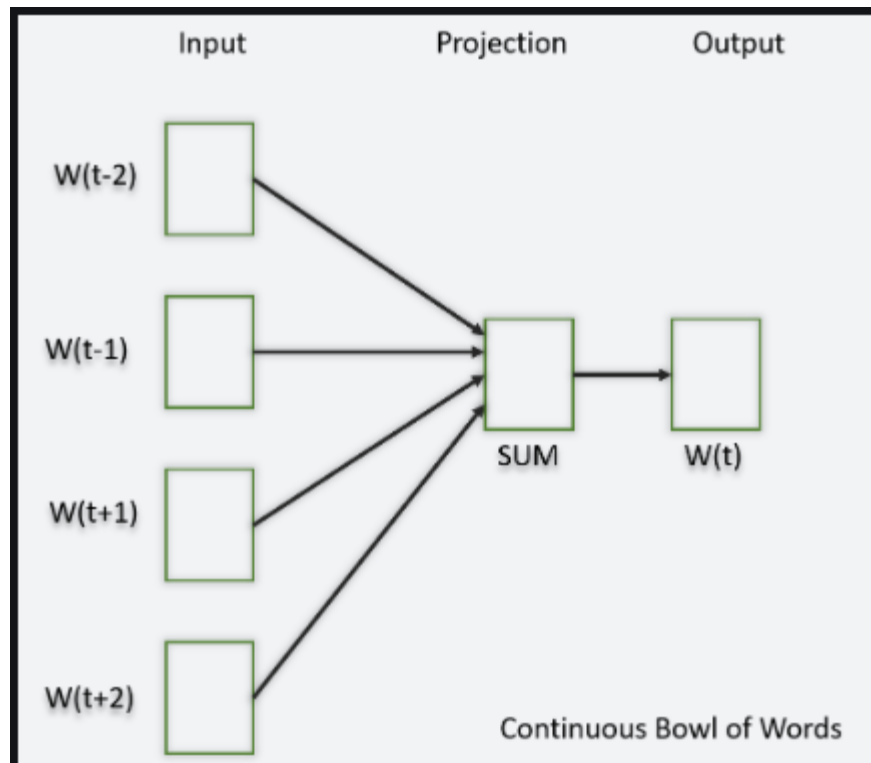 Input Projection Output
W(t-2)
W(t-1)
W(t+1)
SUM W(t)
W(t+2)
Continuous Bowl of Words